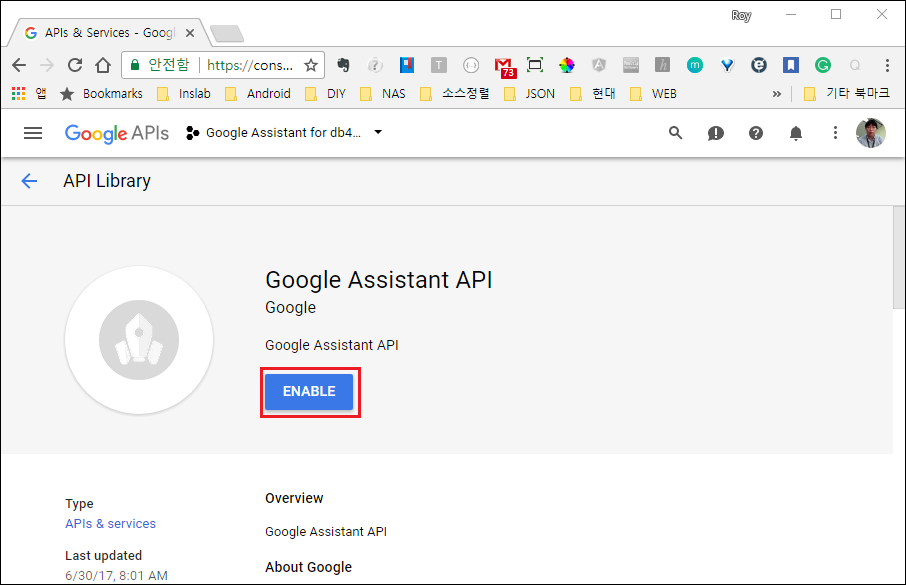 Roy
APIs & Services - Googl
안전함 https://cons...
73
앱 Bookmarks Inslab Android DIY NAS 소스정렬 JSON 현대 WEB » 기타 북마크
Google APIs Google Assistant for db4...
API Library
Google Assistant API
Google
Google Assistant API
ENABLE
Type
APIs & services
Last updated
6/30/17, 8:01 AM
Overview
Google Assistant API
About Google